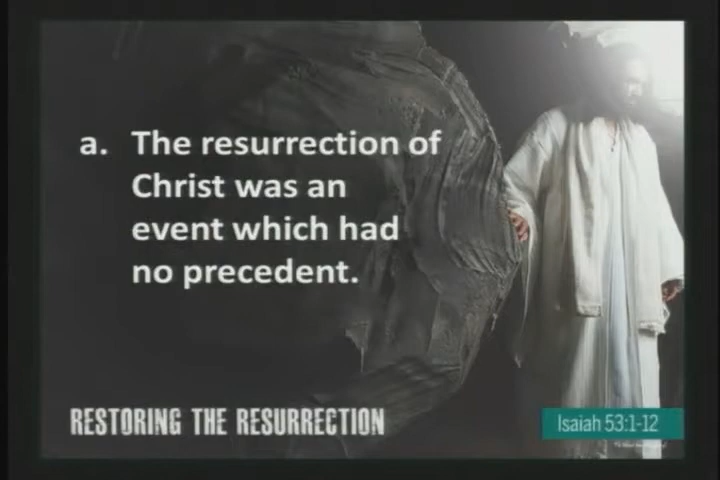 a. The resurrection of
Christ was an
event which had
no precedent.
RESTORING THE RESURRECTION
Isaiah 53:1-12